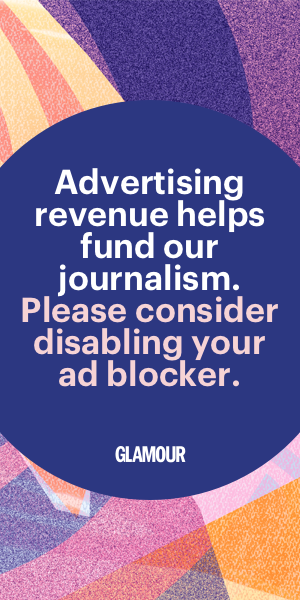 Advertising
revenue helps
fund our
journalism.
Please consider
disabling your
ad blocker.
GLAMOUR